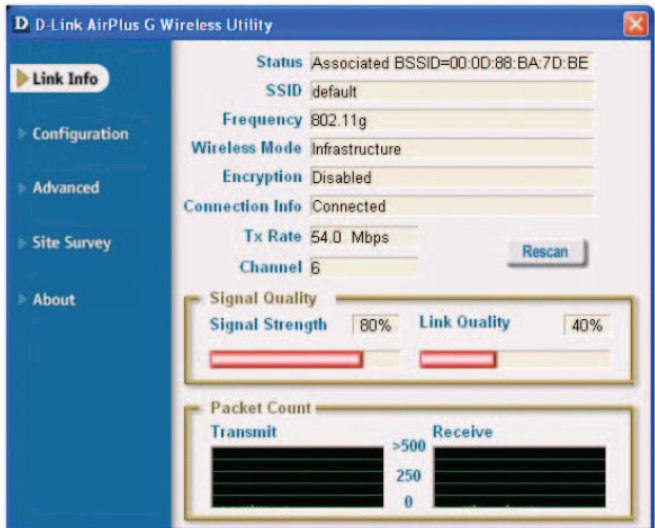 D D-Link AirPlus G Wireless Utility
Link Info
Configuration
Advanced
Site Survey
About
Status Associated BSSID=00:0D:88:BA:7D:BE
SSID default
Frequency 802.11g
Wireless Mode Infrastructure
Encryption Disabled
Connection Info Connected
Tx Rate 54.0 Mbps
Channel 6
Rescan
Signal Quality
Signal Strength 80% Link Quality 40%
Packet Count
Transmit Receive
>500
250
0